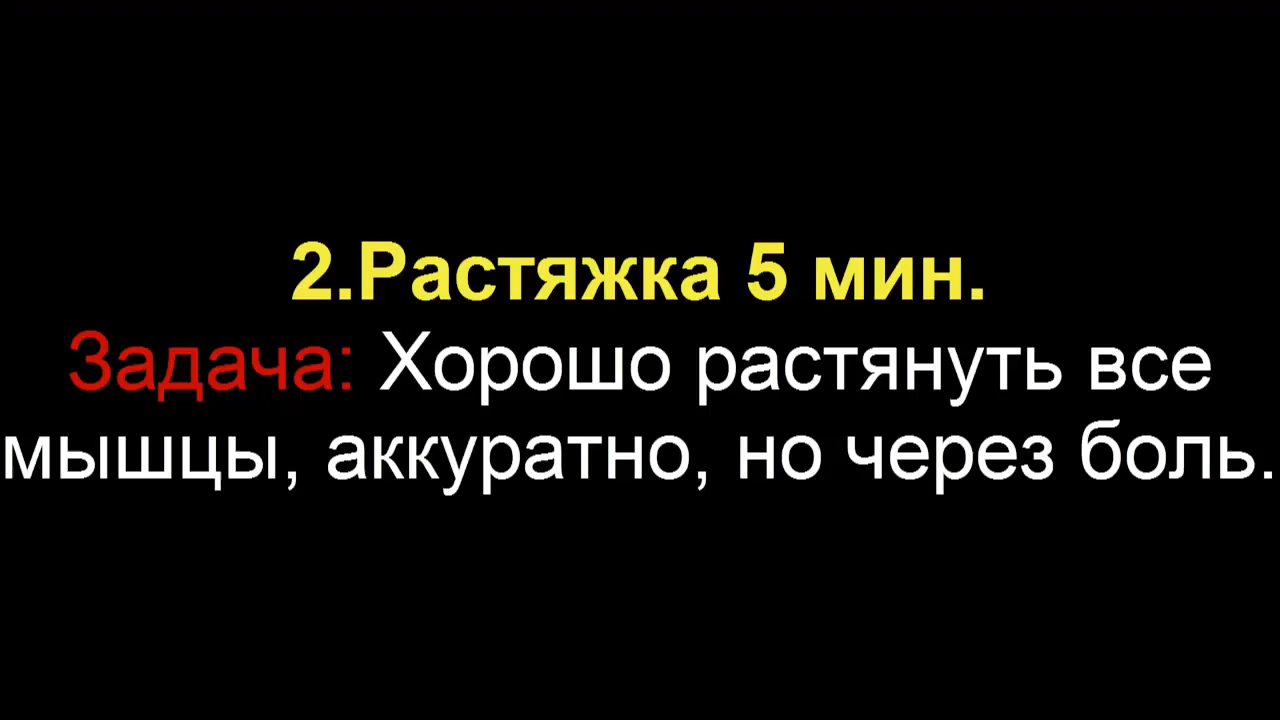 2.Растяжка 5 мин.
Задача: Хорошо растянуть все
мышцы, аккуратно, но через боль.